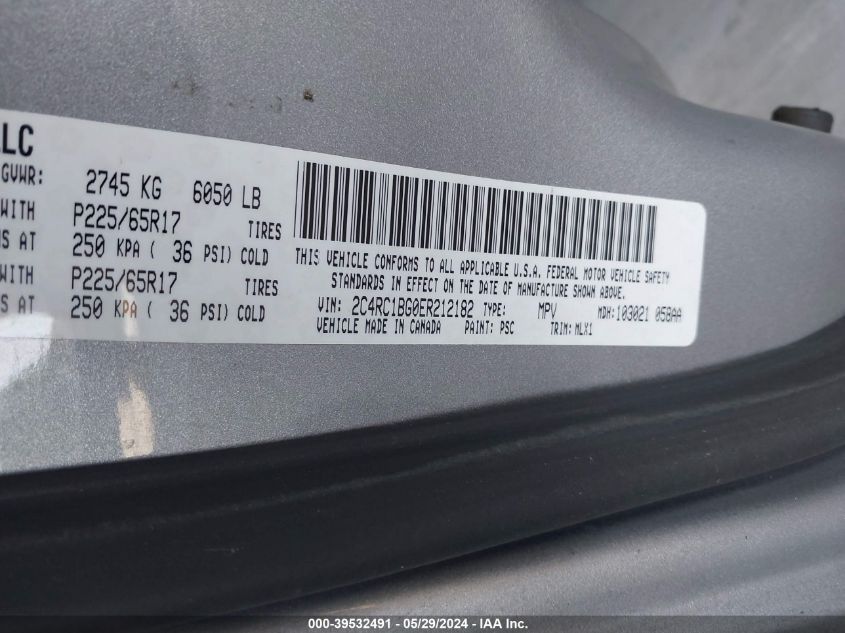 LLC
GVWR: 2745 KG 6050 LB
WITH P225/65R17 TIRES
AT 250 KPA ( 36 PSI) COLD
WITH P225/65R17 TIRES
AT 250 KPA ( 36 PSI) COLD
THIS VEHICLE CONFORMS TO ALL APPLICABLE U.S.A. FEDERAL MOTOR VEHICLE SAFETY
STANDARDS IN EFFECT ON THE DATE OF MANUFACTURE SHOWN ABOVE.
VIN: 2C4RC1BG0ER212182 TYPE: MPV MDH: 103021 05BAA
VEHICLE MADE IN CANADA PAINT: PSC TRIM: MLX1
000-39532491 - 05/29/2024 - IAA Inc.